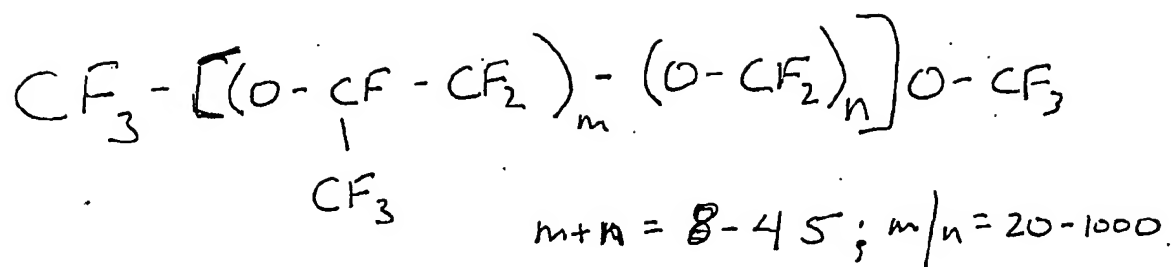 CF₃-[(O-CF-CF₂)ₘ-(O-CF₂)ₙ]O-CF₃
CF₃
m+n = 8-45; m/n = 20-1000.